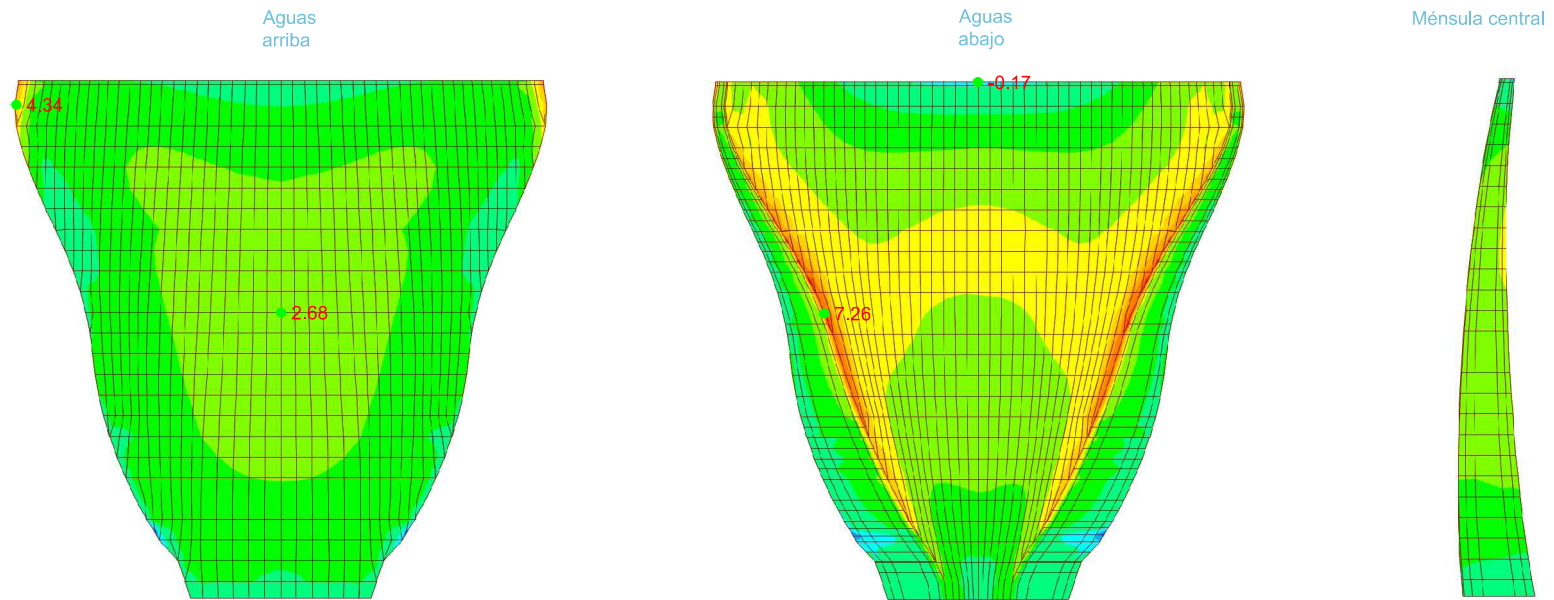 Aguas
arriba
Aguas
abajo
Ménsula central
4.34
-0.17
2.68
7.26